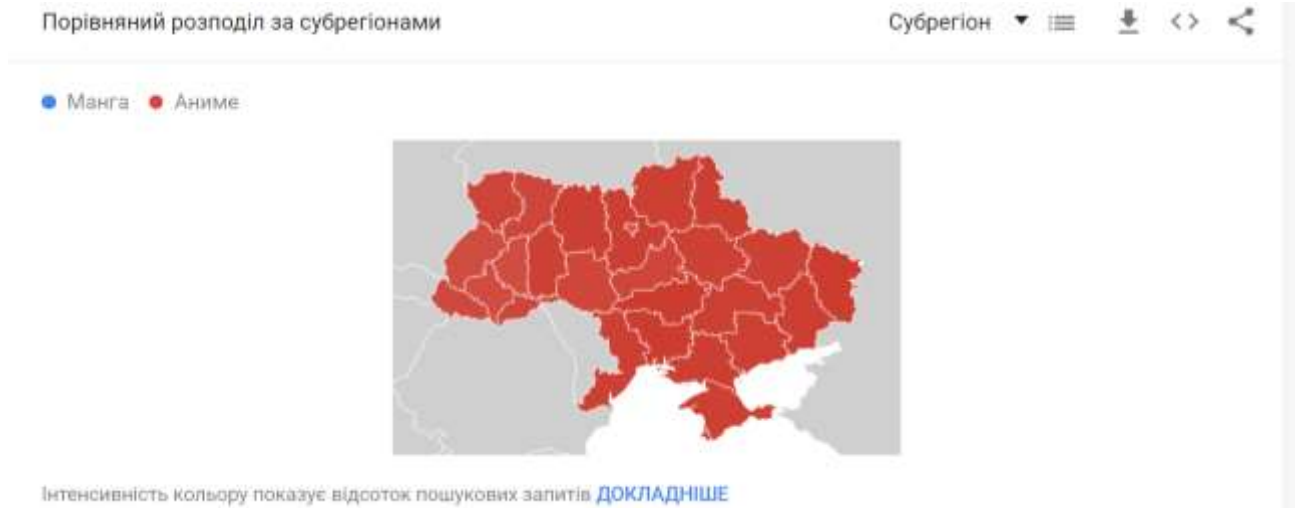 Порівняний розподіл за субрегіонами
Субрегіон
Манга Аниме
Інтенсивність кольору показує відсоток пошукових запитів ДОКЛАДНІШЕ